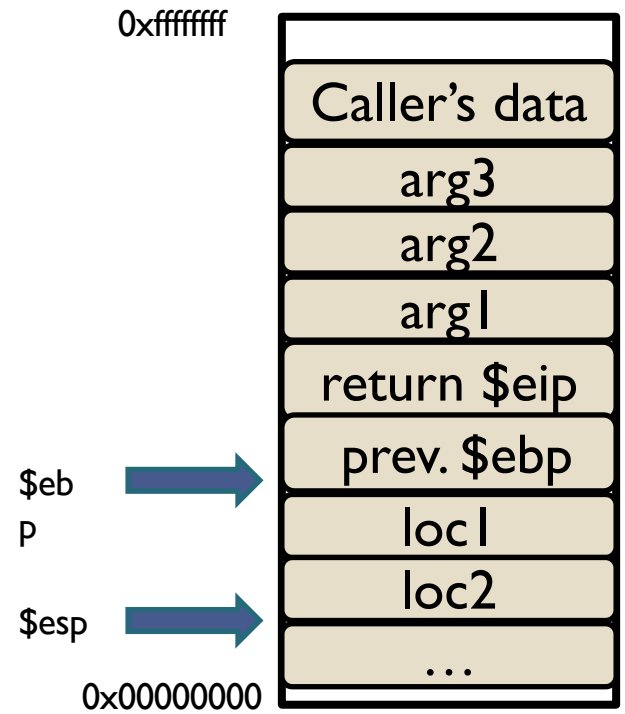 0xffffffff
Caller's data
arg3
arg2
arg1
return $eip
prev. $ebp
$eb
p
loc1
loc2
$esp
...
0x00000000